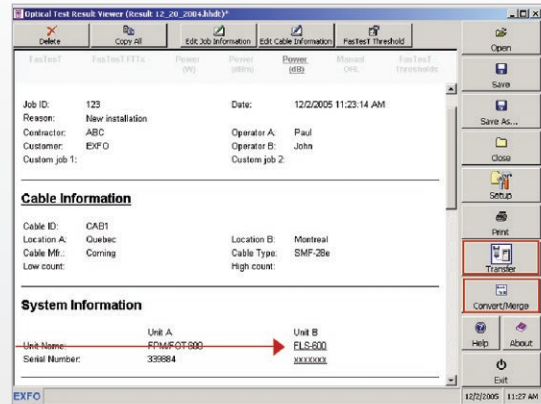 Optical Test Result Viewer (Result 12_20_2004.hhdt)*
Delete
Copy All
Edit Job Information
Edit Cable Information
FasTesT Threshold
FasTesT
FasTesT FTTx
Power (W)
Power (dBm)
Power (dB)
Manual ORL
FasTesT Thresholds
Job ID: 123 Date: 12/2/2005 11:23:14 AM
Reason: New installation
Contractor: ABC Operator A: Paul
Customer: EXFO Operator B: John
Custom job 1: Custom job 2:
Cable Information
Cable ID: CAB1
Location A: Quebec Location B: Montreal
Cable Mfr.: Corning Cable Type: SMF-28e
Low count: High count:
System Information
Unit A Unit B
Unit Name: FPM/FOT-600 FLS-600
Serial Number: 339884 xxxxxxx
Open
Save
Save As...
Close
Setup
Print
Transfer
Convert/Merge
Help
About
Exit
EXFO
12/2/2005 11:27 AM